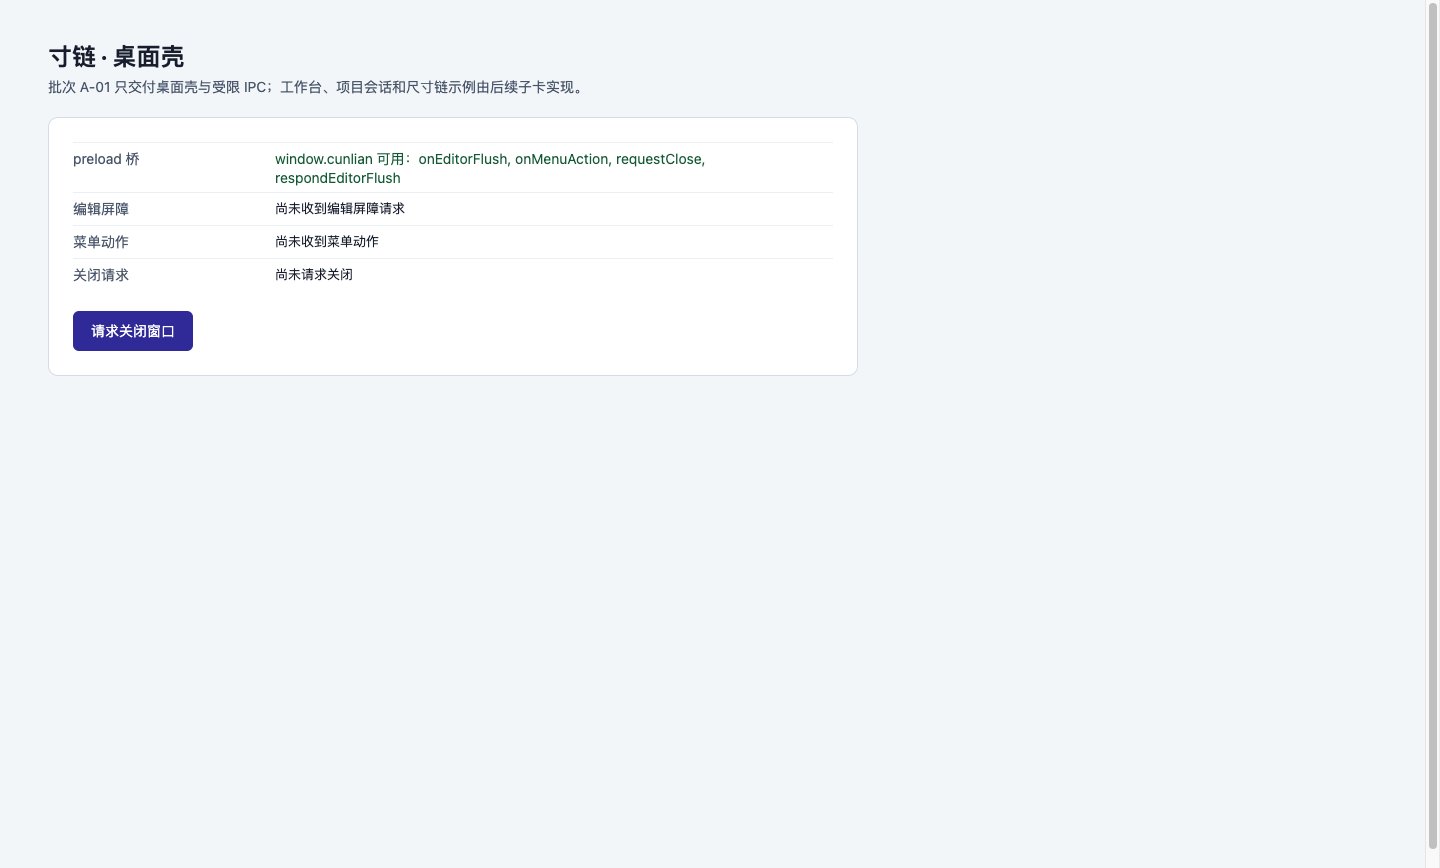 寸链 · 桌面壳
批次 A-01 只交付桌面壳与受限 IPC；工作台、项目会话和尺寸链示例由后续子卡实现。
preload 桥
window.cunlian 可用：onEditorFlush, onMenuAction, requestClose,
respondEditorFlush
编辑屏障
尚未收到编辑屏障请求
菜单动作
尚未收到菜单动作
关闭请求
尚未请求关闭
请求关闭窗口